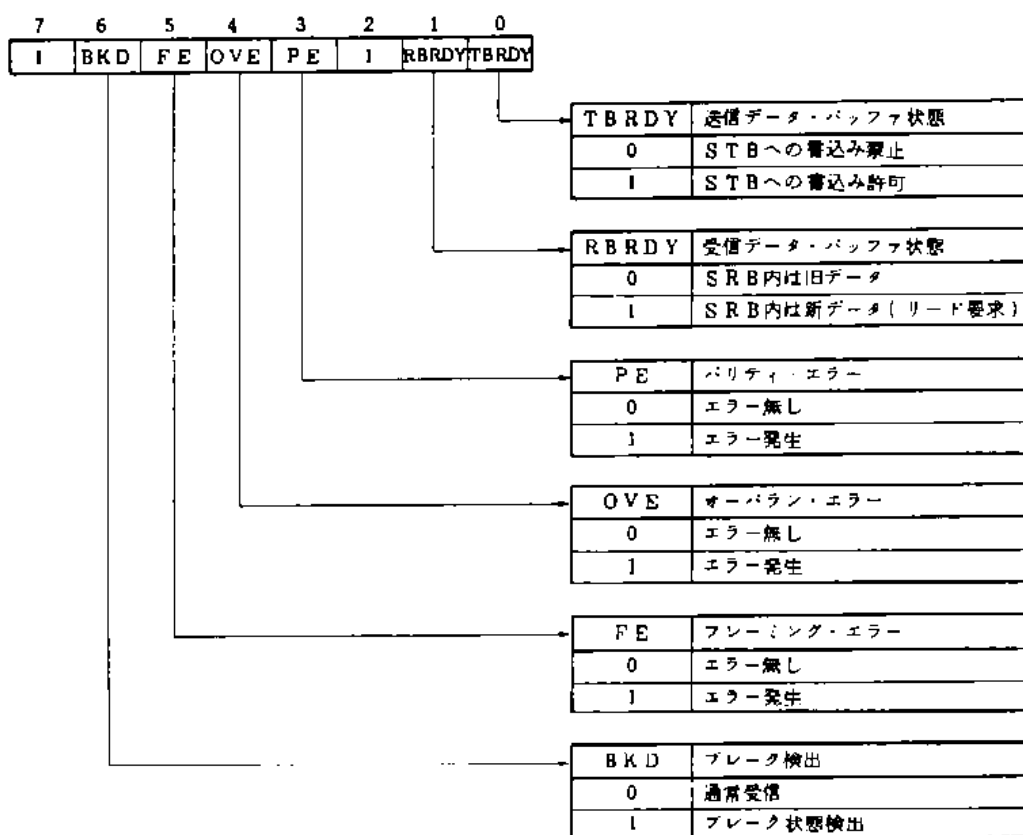 7 6 5 4 3 2 1 0
1 BKD FE OVE PE 1 RBRDY TBRDY
TBRDY 送信データ・バッファ状態
0 STBへの書込み禁止
1 STBへの書込み許可
RBRDY 受信データ・バッファ状態
0 SRB内は旧データ
1 SRB内は新データ(リード要求)
PE パリティ・エラー
0 エラー無し
1 エラー発生
OVE オーバラン・エラー
0 エラー無し
1 エラー発生
FE フレーミング・エラー
0 エラー無し
1 エラー発生
BKD ブレーク検出
0 通常受信
1 ブレーク状態検出